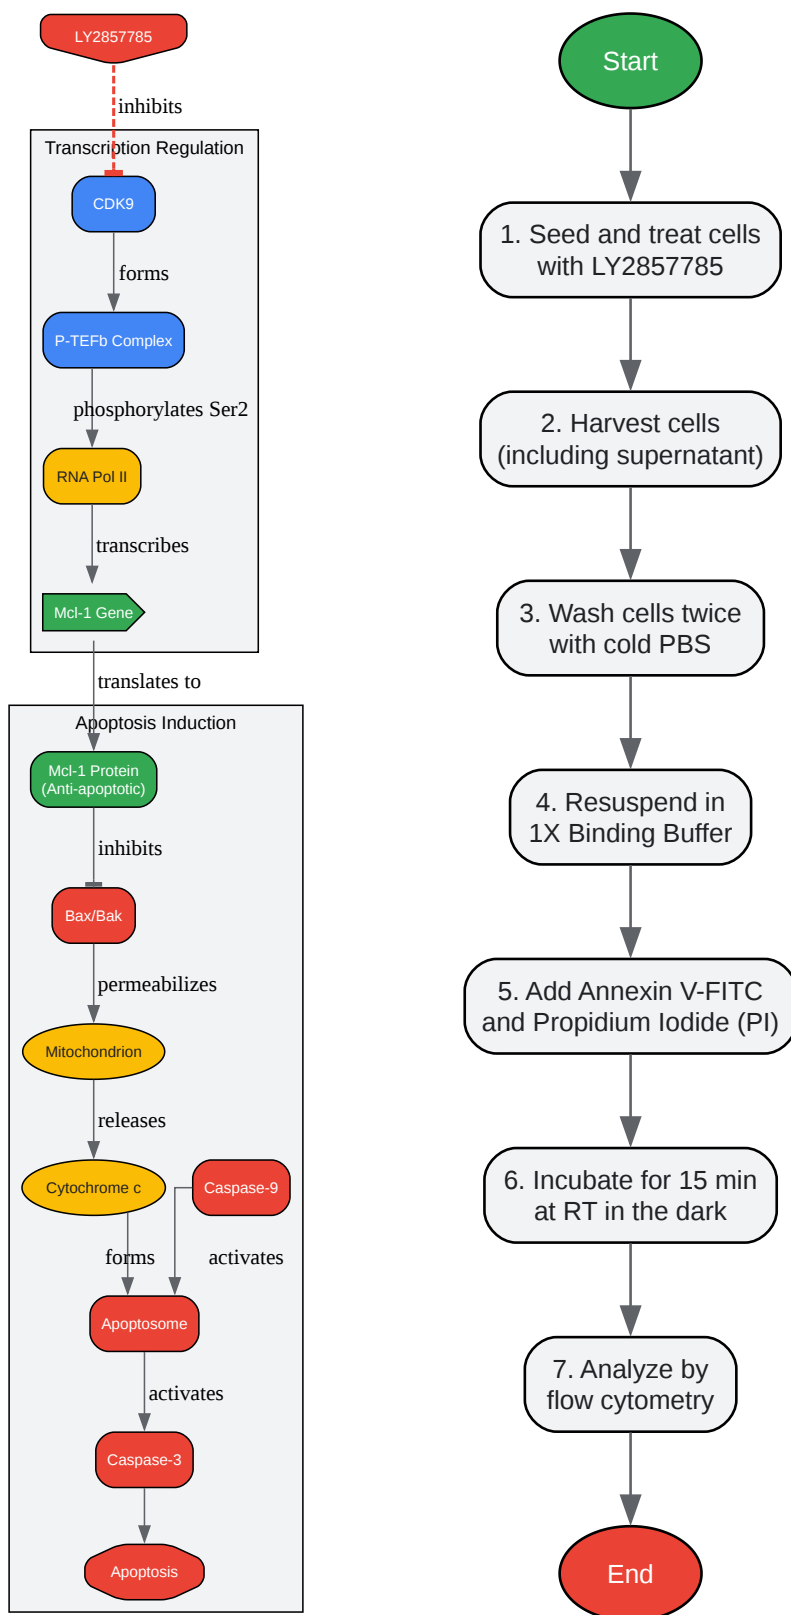 LY2857785
inhibits
Transcription Regulation
CDK9
forms
P-TEFb Complex
phosphorylates Ser2
RNA Pol II
transcribes
Mcl-1 Gene
translates to
Apoptosis Induction
Mcl-1 Protein
(Anti-apoptotic)
inhibits
Bax/Bak
permeabilizes
Mitochondrion
releases
Cytochrome c
Caspase-9
forms
activates
Apoptosome
activates
Caspase-3
Apoptosis
Start
1. Seed and treat cells
with LY2857785
2. Harvest cells
(including supernatant)
3. Wash cells twice
with cold PBS
4. Resuspend in
1X Binding Buffer
5. Add Annexin V-FITC
and Propidium Iodide (PI)
6. Incubate for 15 min
at RT in the dark
7. Analyze by
flow cytometry
End